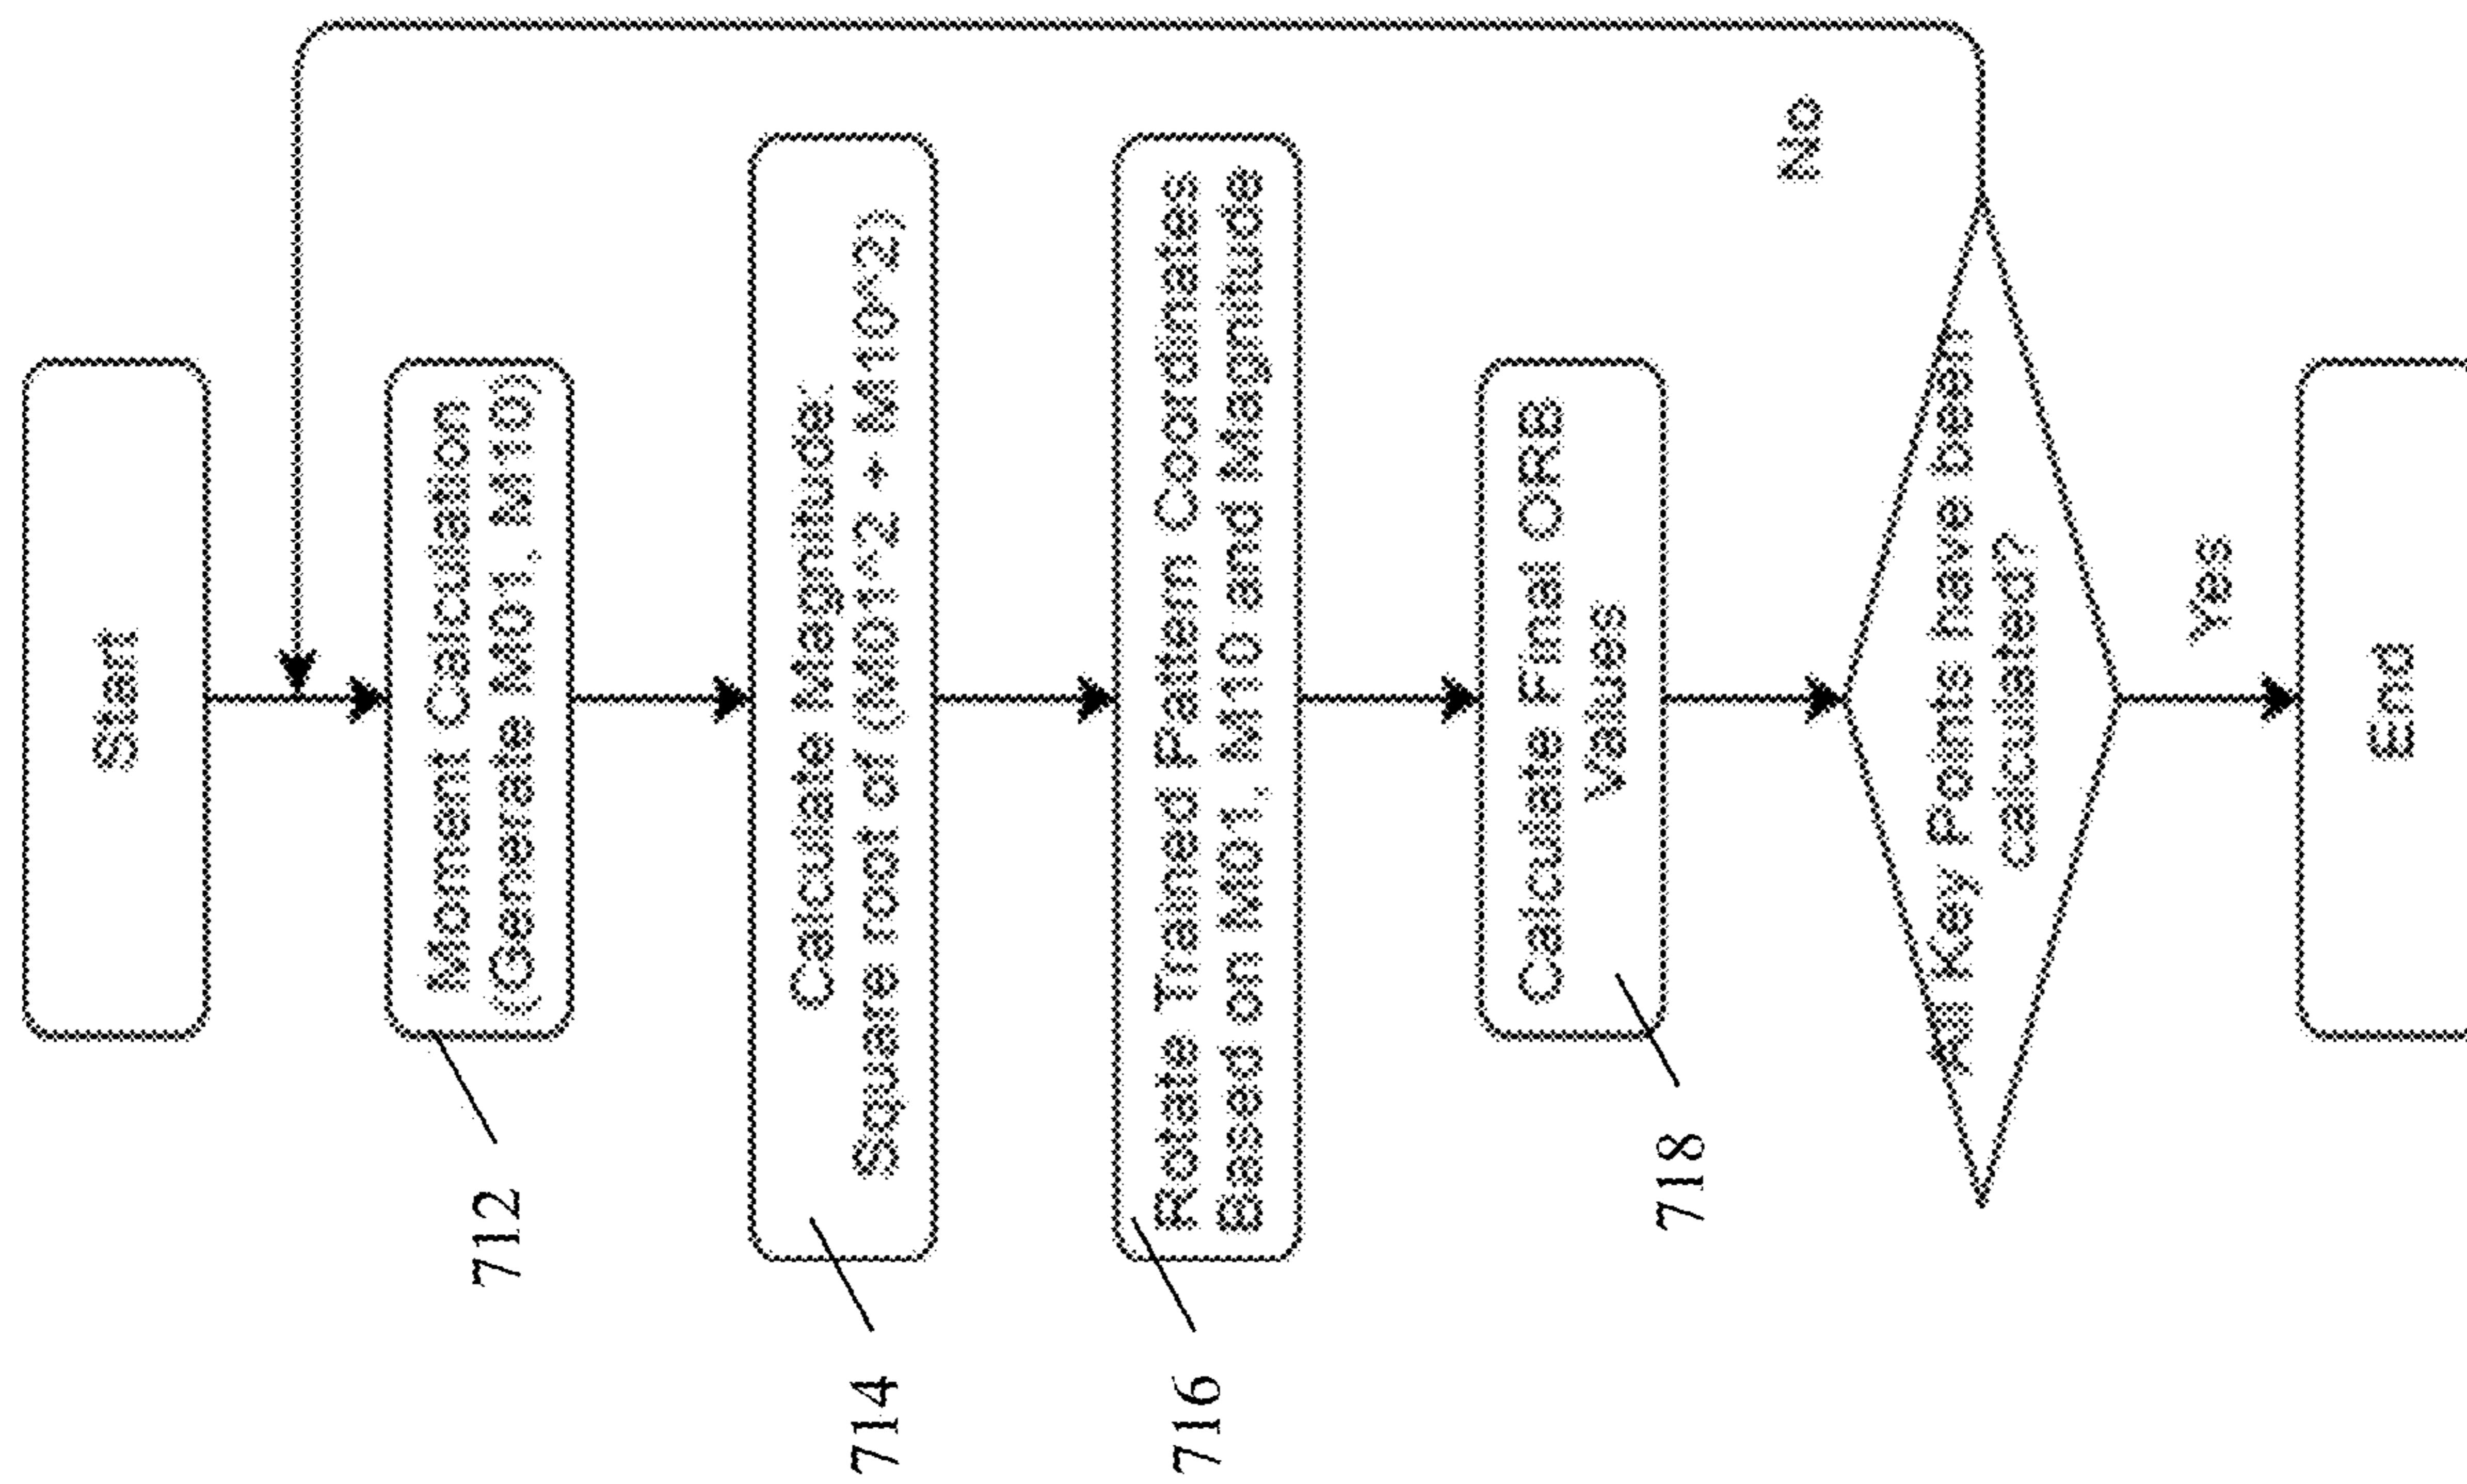 Start
Moment Calculation
(Generate M01, M10)
712
Calculate Magnitude:
Square root of (M01^2 + M10^2)
714
Rotate Trained Pattern Coordinates
Based on M01, M10 and Magnitude
716
Calculate Final ORB
Values
718
All Key Points have been
calculated?
No
Yes
End